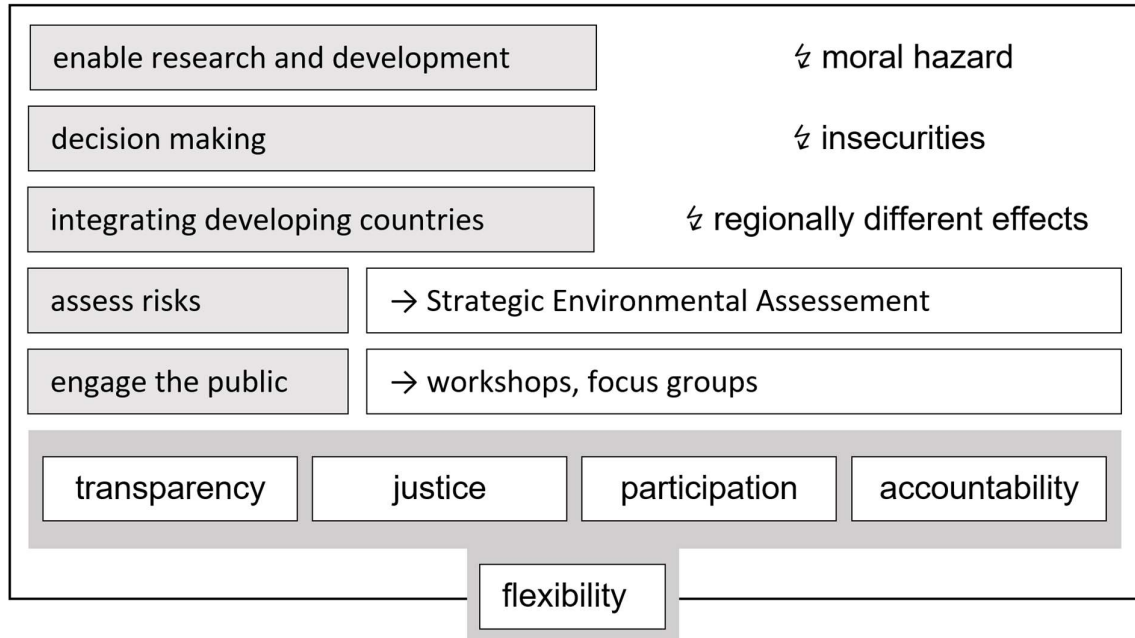 enable research and development ↯ moral hazard
decision making ↯ insecurities
integrating developing countries ↯ regionally different effects
assess risks → Strategic Environmental Assessement
engage the public → workshops, focus groups
transparency justice participation accountability
flexibility